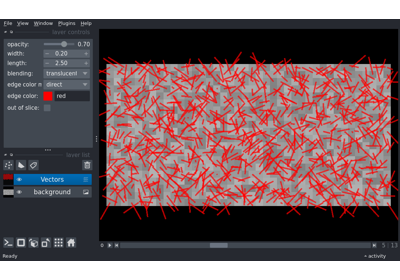 File View Window Plugins Help
layer controls
opacity: 0.70
width: 0.20
length: 2.50
blending: translucent
edge color m direct
edge color: red
out of slice:
layer list
Vectors
background
0 5 13
activity